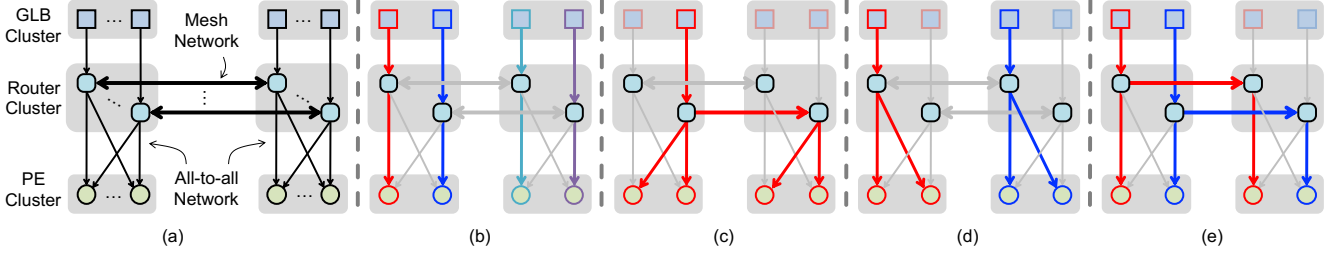 GLB
Cluster
Mesh
Network
Router
Cluster
All-to-all
Network
PE
Cluster
(a)
(b)
(c)
(d)
(e)